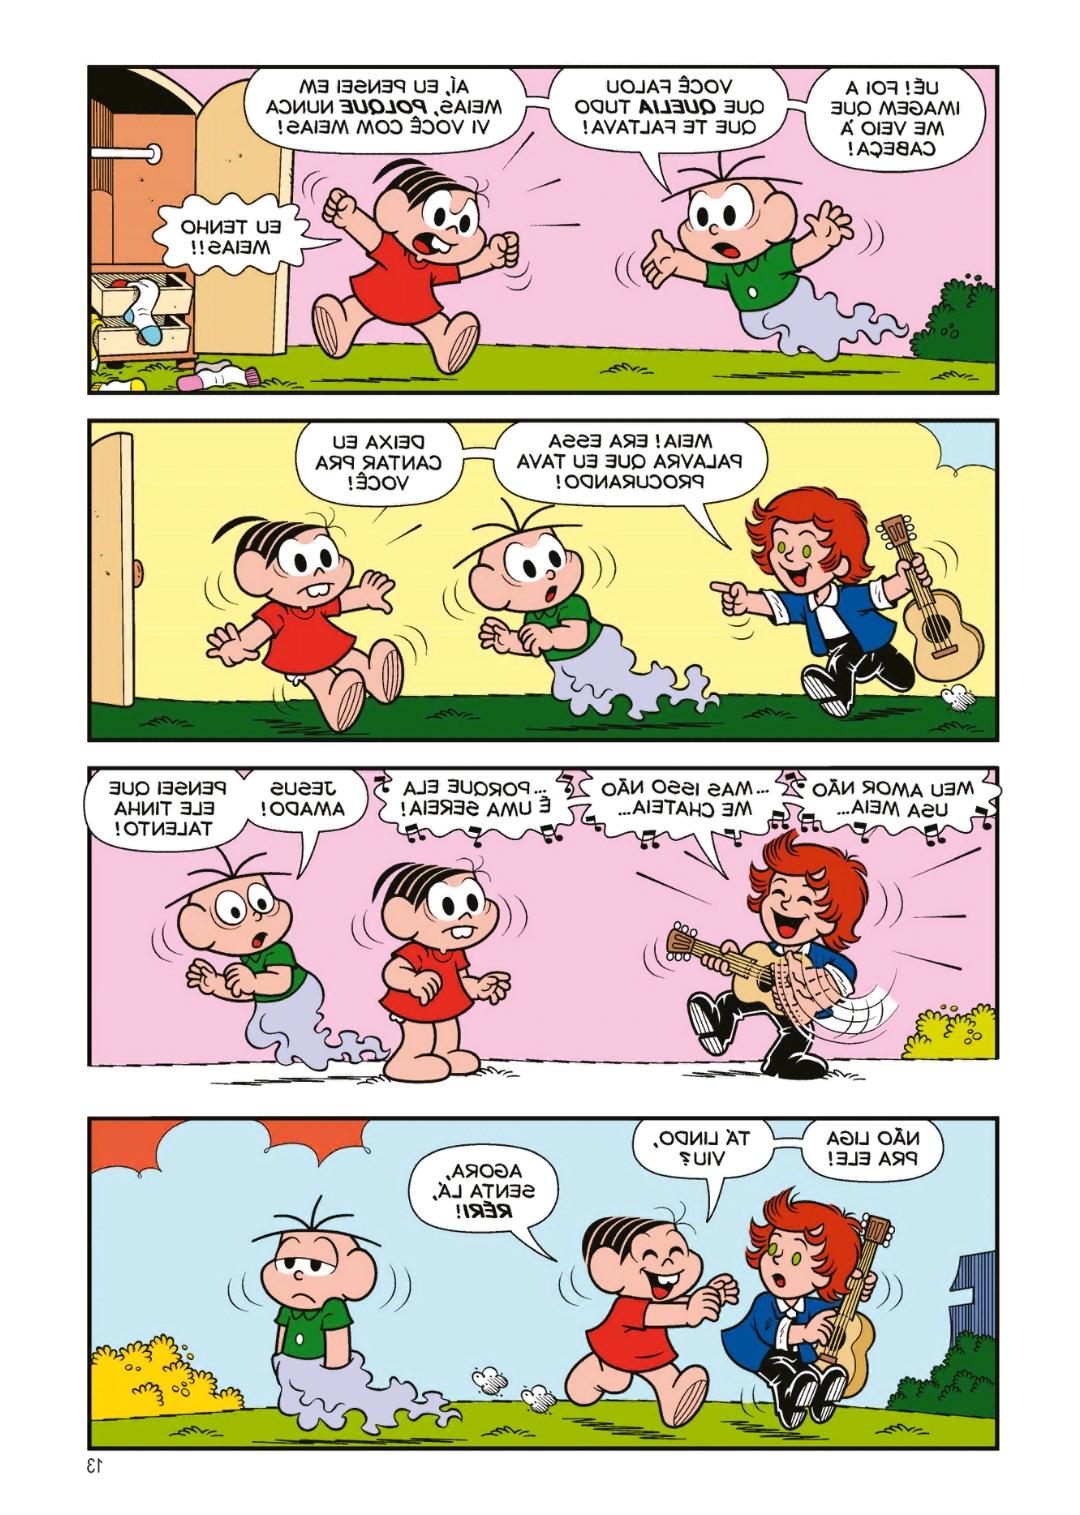 UÉ! FOI A
IMAGEM QUE
ME VEIO À
CABEÇA!
VOCÊ FALOU
QUE QUELIA TUDO
QUE TE FALTAVA!
AÍ, EU PENSEI EM
MEIAS, POLQUE NUNCA
VI VOCÊ COM MEIAS!
EU TENHO
MEIAS!!
MEIA! ERA ESSA
PALAVRA QUE EU TAVA
PROCURANDO!
DEIXA EU
CANTAR PRA
VOCÊ!
MEU AMOR NÃO
USA MEIA...
...MAS ISSO NÃO
ME CHATEIA...
...PORQUE ELA
É UMA SEREIA!
JESUS
AMADO!
PENSEI QUE
ELE TINHA
TALENTO!
NÃO LIGA
PRA ELE!
TÁ LINDO,
VIU?
AGORA,
SENTA LÁ,
RÉRI!!
13